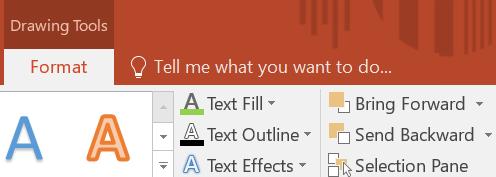 Drawing Tools
Format
Tell me what you want to do...
A A
A Text Fill
Bring Forward
A Text Outline
Send Backward
A Text Effects
Selection Pane